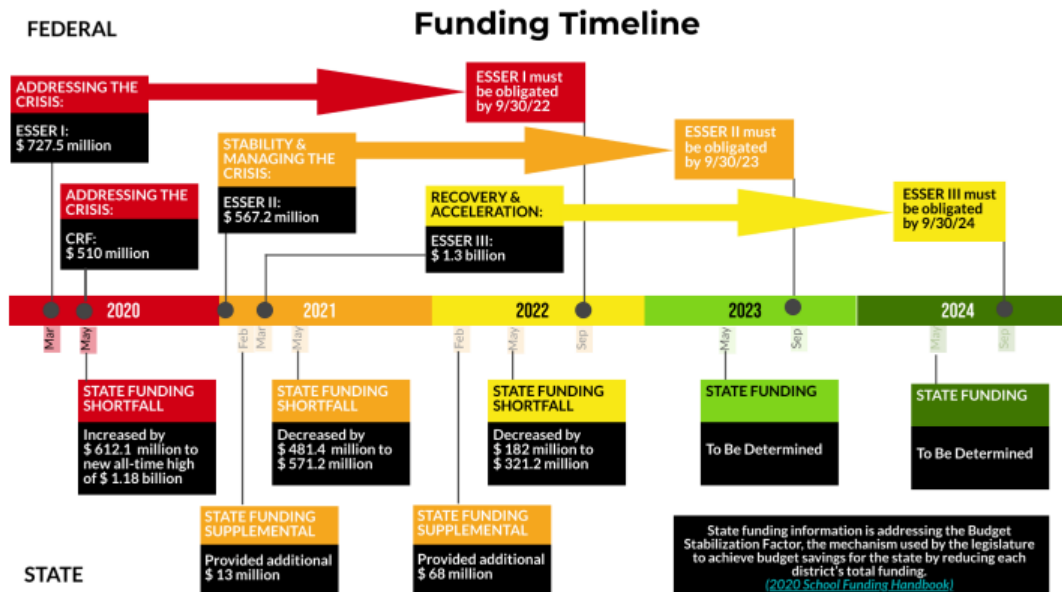 FEDERAL
Funding Timeline
ADDRESSING THE
CRISIS:
ESSER I:
$ 727.5 million
ESSER I must
be obligated
by 9/30/22
STABILITY &
MANAGING THE
CRISIS:
ESSER II:
$ 567.2 million
ESSER II must
be obligated
by 9/30/23
ADDRESSING THE
CRISIS:
CRF:
$ 510 million
RECOVERY &
ACCELERATION:
ESSER III:
$ 1.3 billion
ESSER III must
be obligated
by 9/30/24
2020
2021
2022
2023
2024
Mar
May
Feb
Mar
May
Feb
May
Sep
May
Sep
May
Sep
STATE FUNDING
SHORTFALL
Increased by
$ 612.1 million to
new all-time high
of $ 1.18 billion
STATE FUNDING
SHORTFALL
Decreased by
$ 481.4 million to
$ 571.2 million
STATE FUNDING
SHORTFALL
Decreased by
$ 182 million to
$ 321.2 million
STATE FUNDING
To Be Determined
STATE FUNDING
To Be Determined
STATE FUNDING
SUPPLEMENTAL
Provided additional
$ 13 million
STATE FUNDING
SUPPLEMENTAL
Provided additional
$ 68 million
State funding information is addressing the Budget
Stabilization Factor, the mechanism used by the legislature
to achieve budget savings for the state by reducing each
district's total funding.
(2020 School Funding Handbook)
STATE